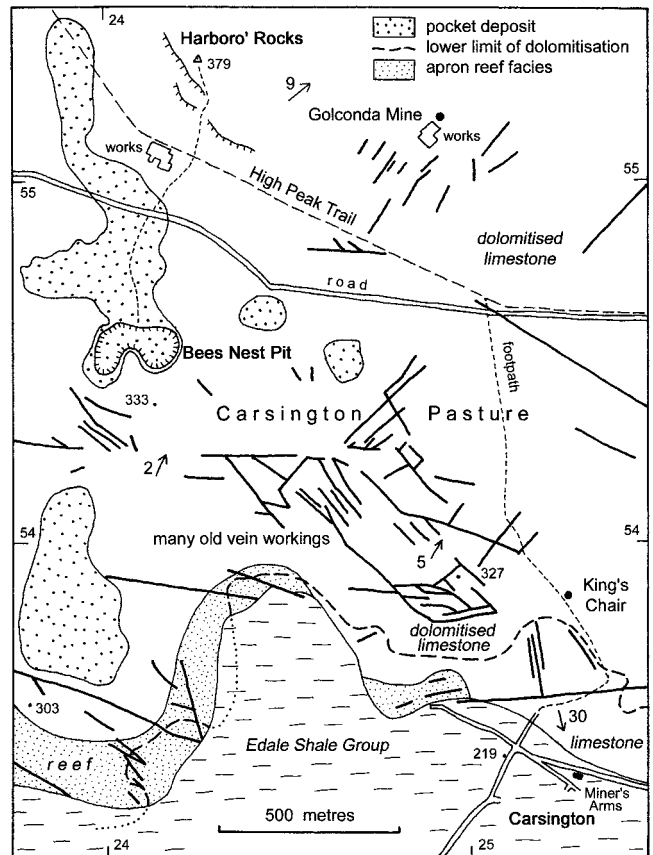 24
Harboro' Rocks
379
pocket deposit
lower limit of dolomitisation
apron reef facies
9
Golconda Mine
works
works
High Peak Trail
55
55
dolomitised
limestone
road
footpath
Bees Nest Pit
333
Carsington Pasture
2
54
54
many old vein workings
5
327
King's
Chair
dolomitised
limestone
303
30
reef
Edale Shale Group
219
limestone
Miner's
Arms
500 metres
Carsington
24
25